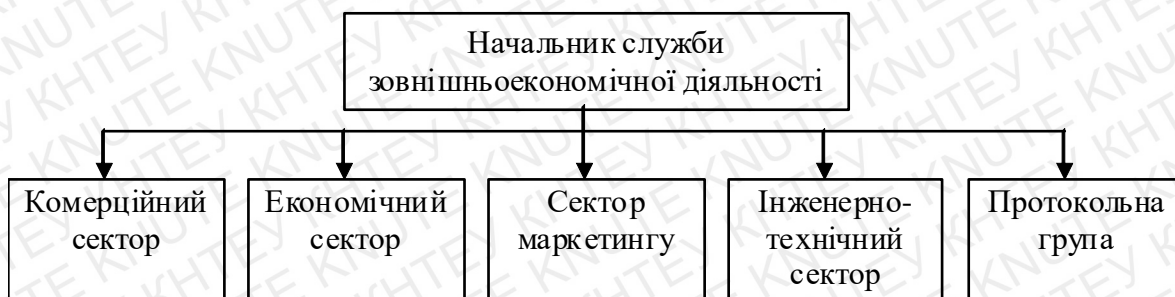 Начальник служби
зовнішньоекономічної діяльності
Комерційний
сектор
Економічний
сектор
Сектор
маркетингу
Інженерно-
технічний
сектор
Протокольна
група